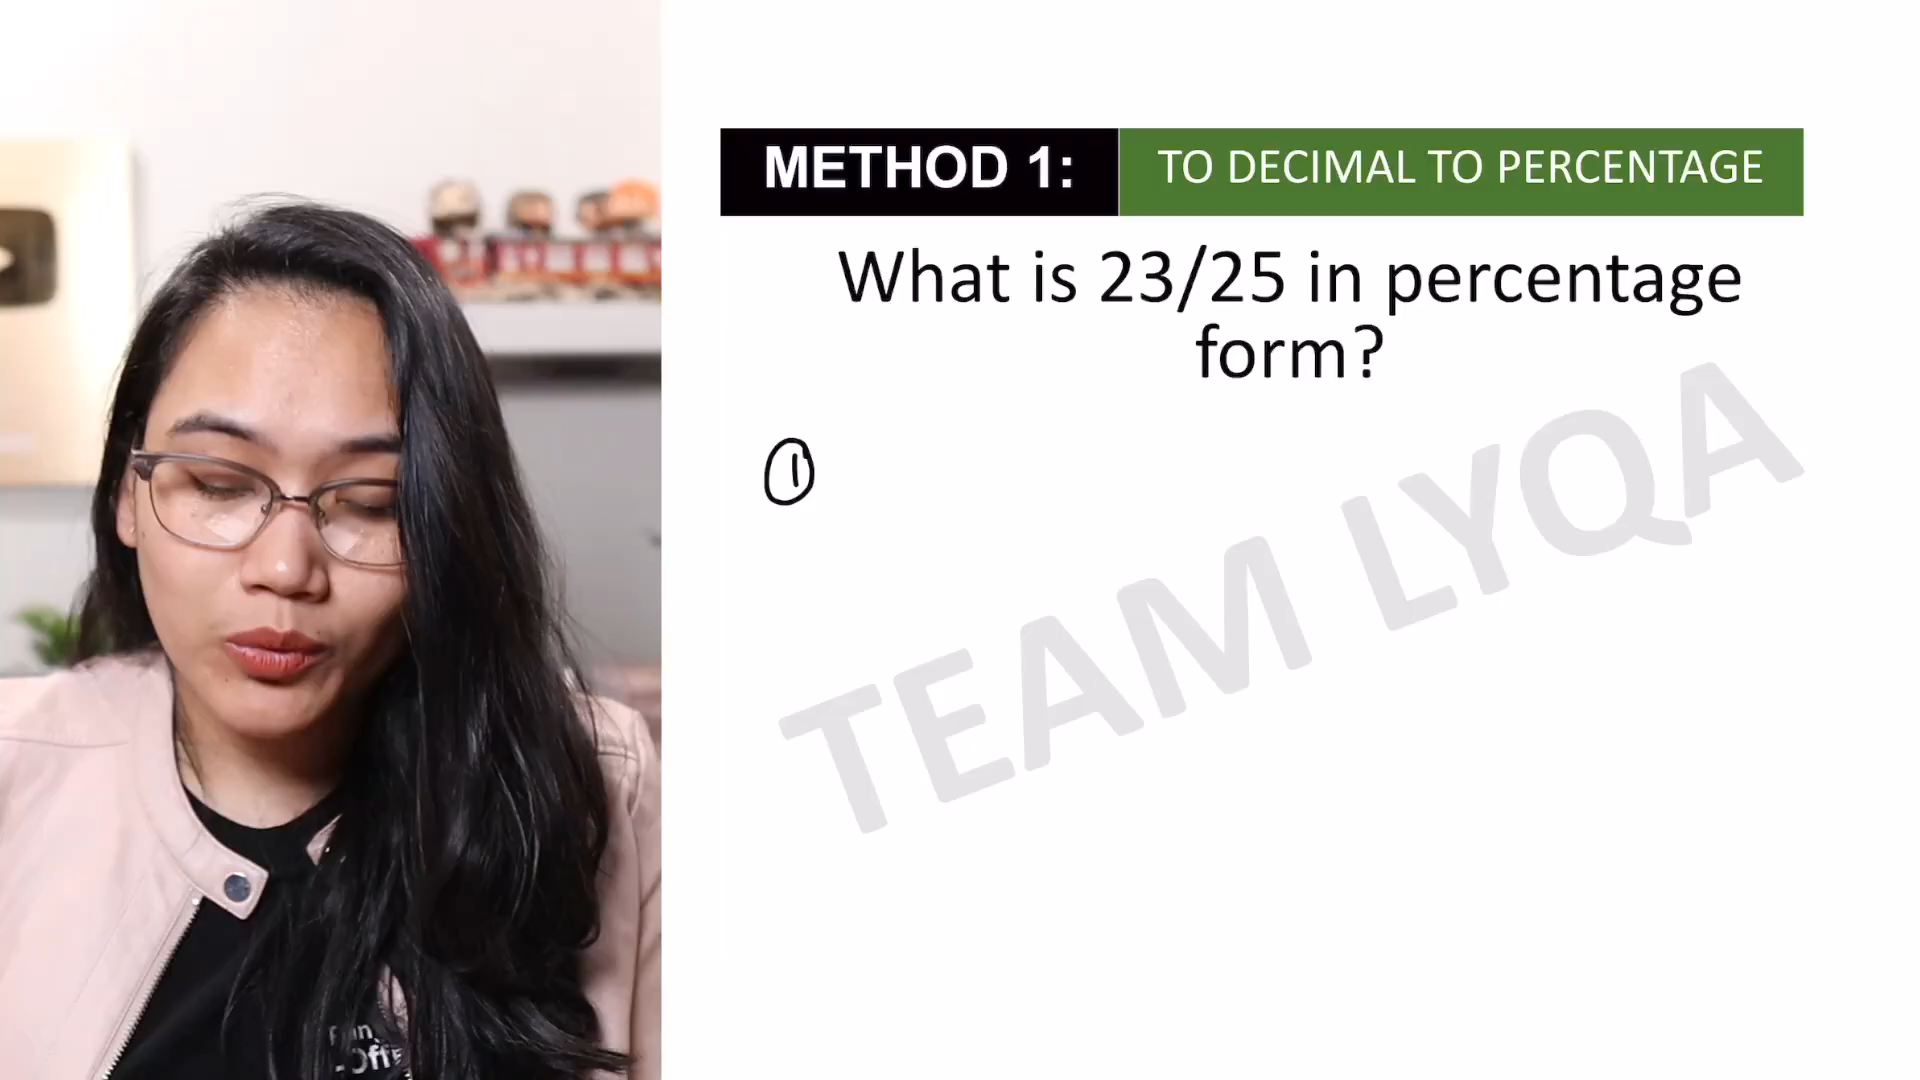 METHOD 1: TO DECIMAL TO PERCENTAGE
What is 23/25 in percentage
form?
1
TEAM LYQA